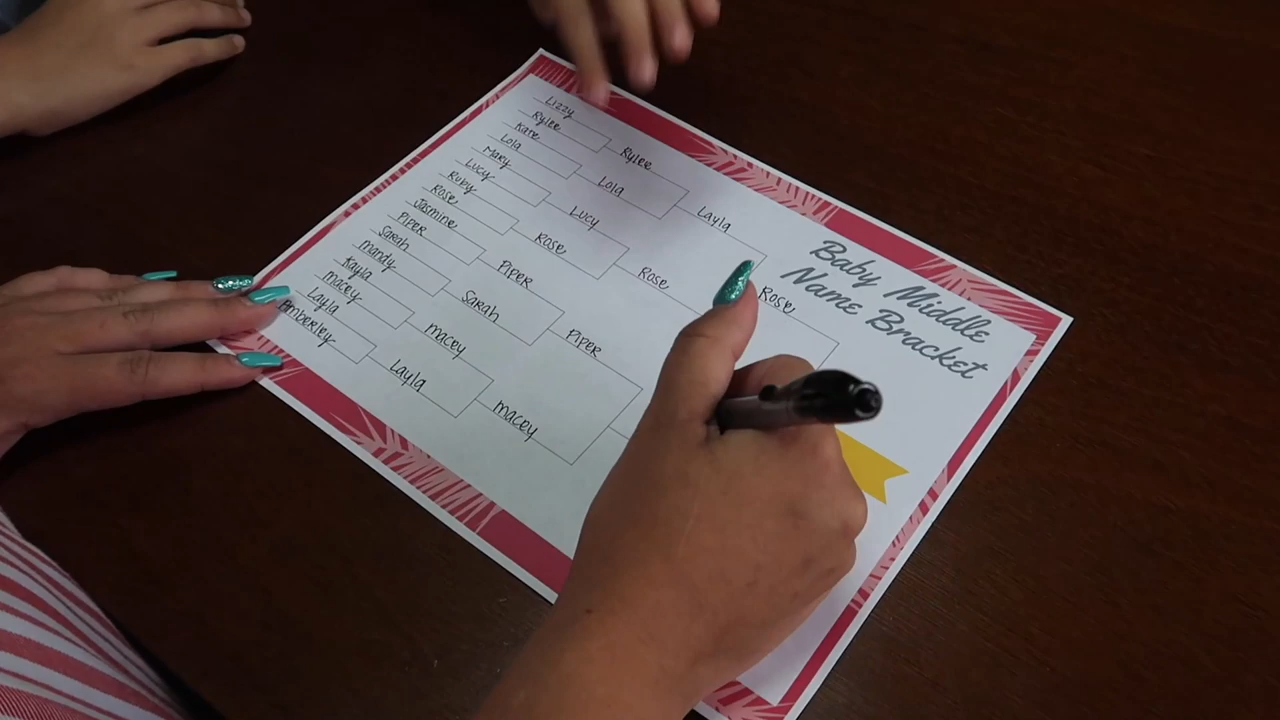 Baby Middle
Name Bracket
Lizzy
Rylee
Kate
Lola
Mary
Lucy
Ruby
Rose
Jasmine
Piper
Sarah
Mandy
Kayla
Macey
Layla
Emberley
Rylee
Lola
Lucy
Rose
Piper
Sarah
Macey
Layla
Layla
Rose
Piper
Macey
Rose